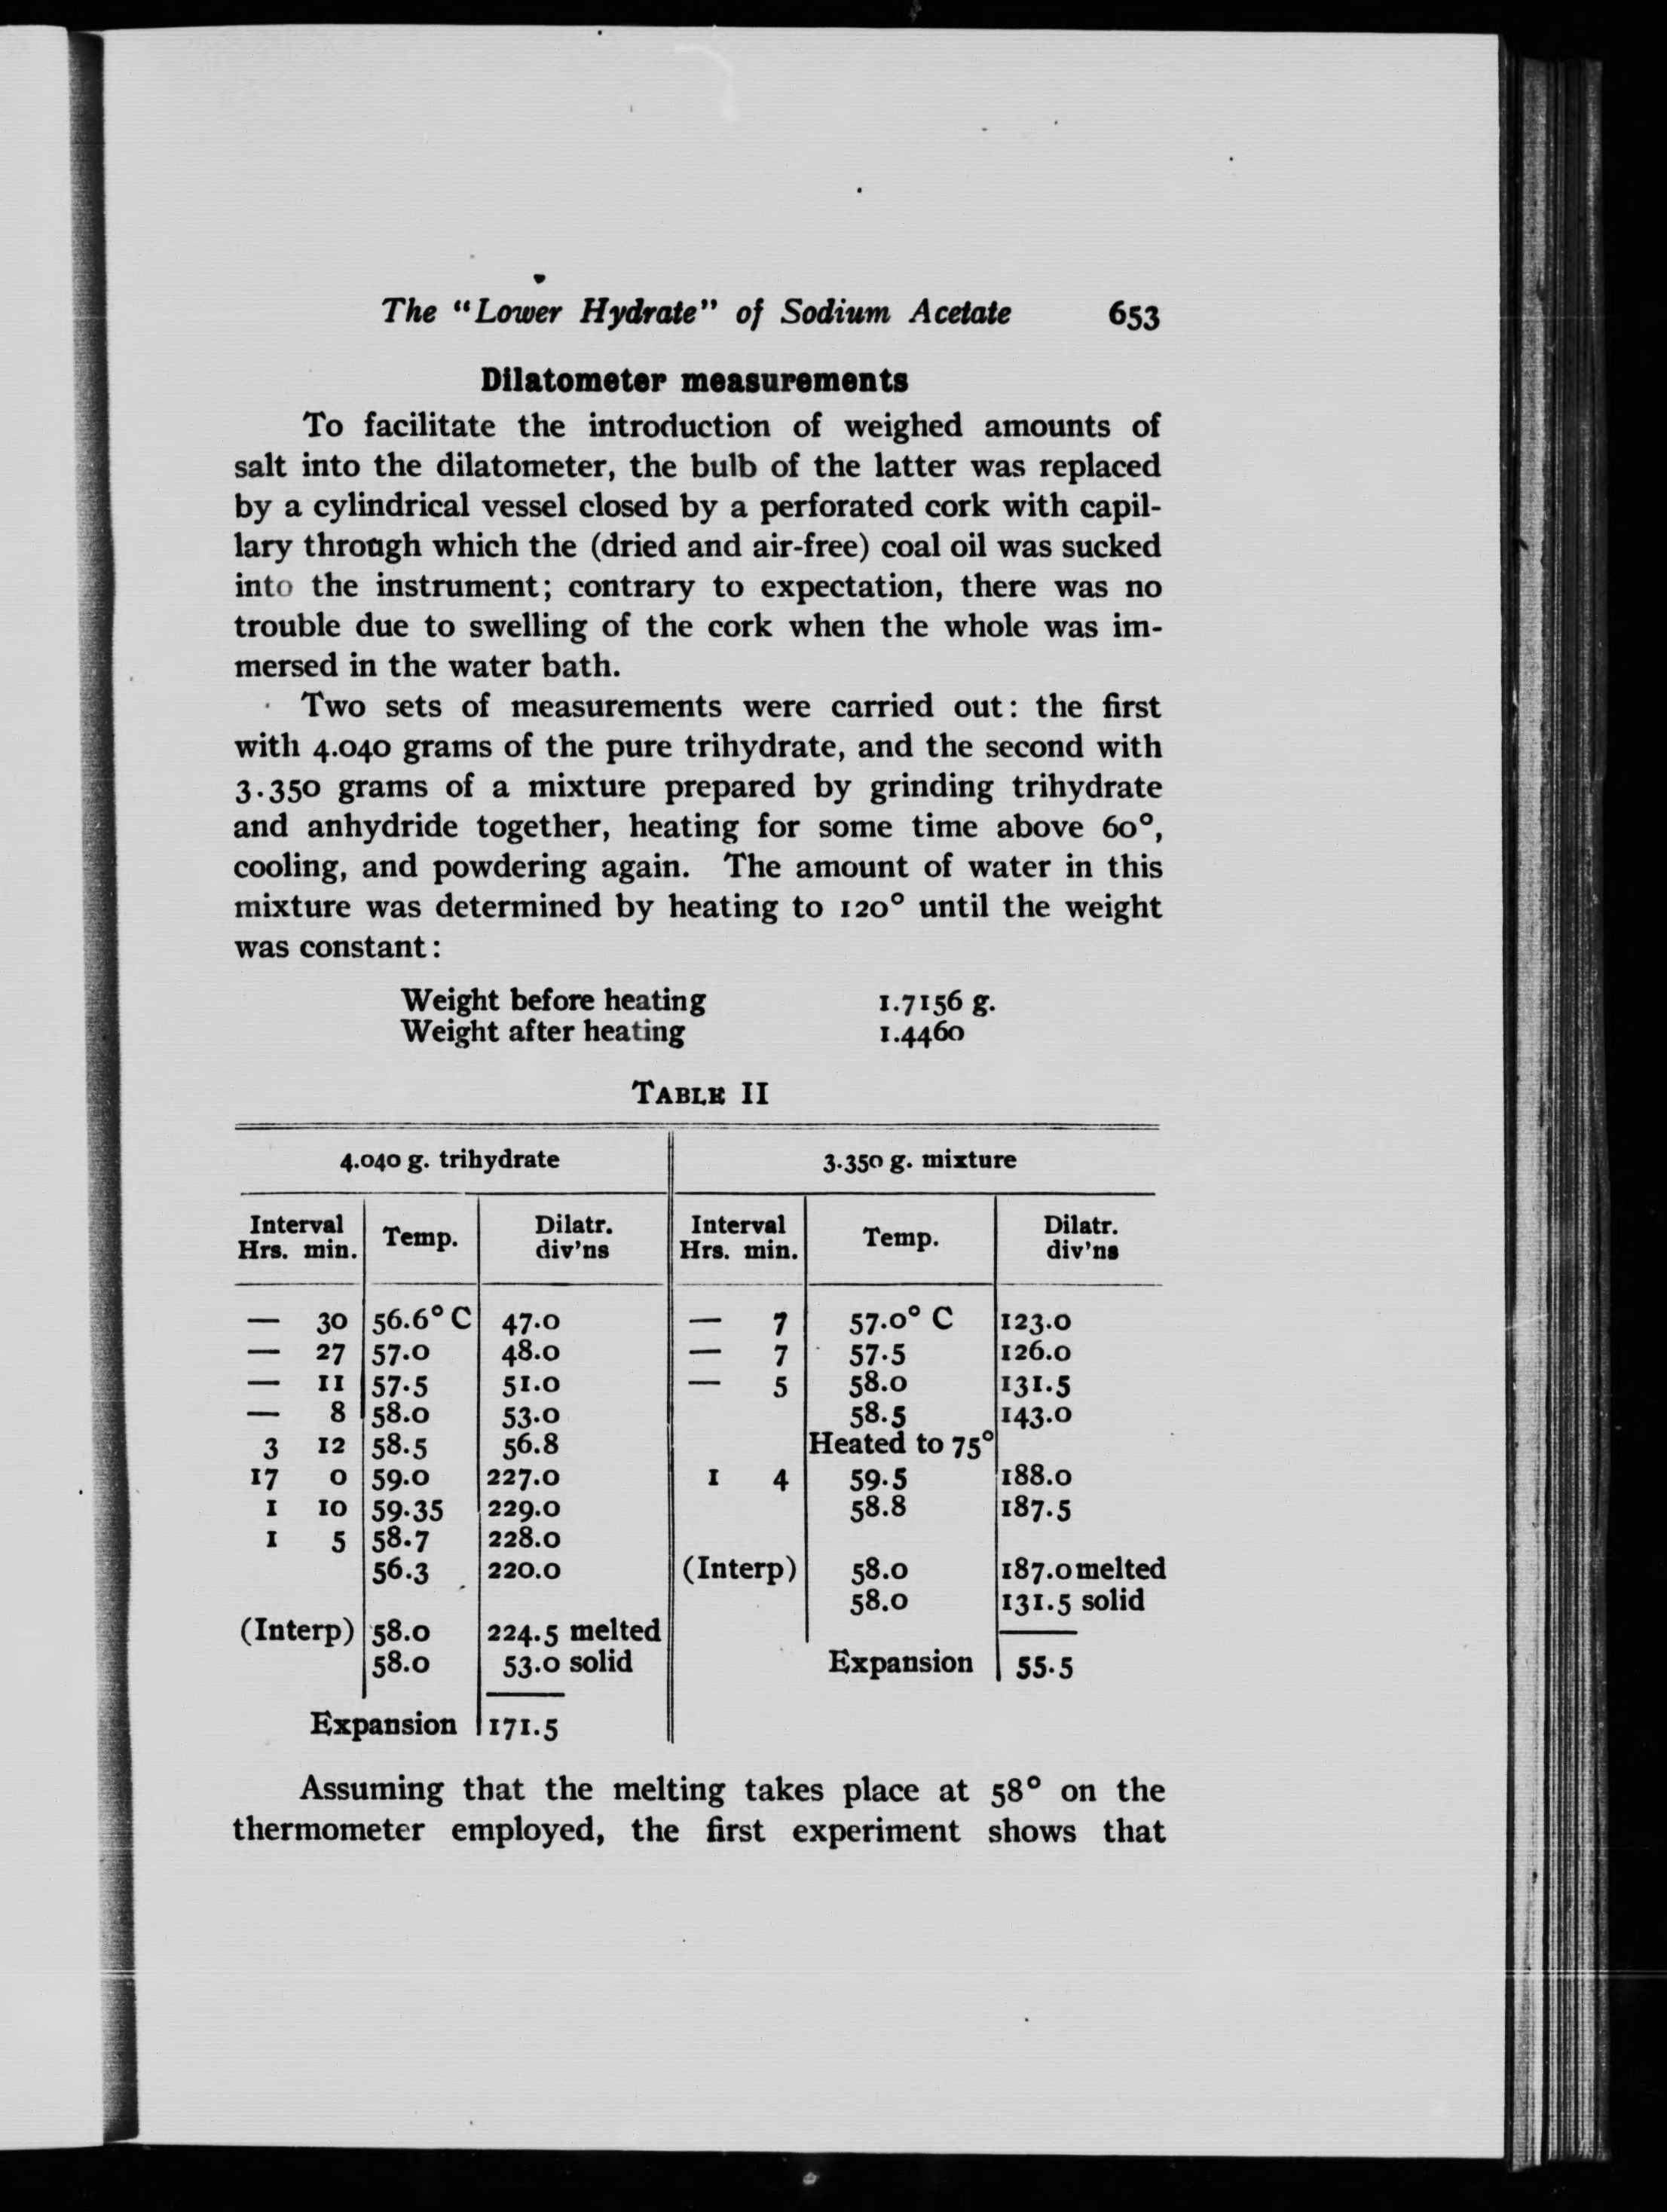 The "Lower Hydrate" of Sodium Acetate 653
Dilatometer measurements
To facilitate the introduction of weighed amounts of
salt into the dilatometer, the bulb of the latter was replaced
by a cylindrical vessel closed by a perforated cork with capil-
lary through which the (dried and air-free) coal oil was sucked
into the instrument; contrary to expectation, there was no
trouble due to swelling of the cork when the whole was im-
mersed in the water bath.
Two sets of measurements were carried out: the first
with 4.040 grams of the pure trihydrate, and the second with
3.350 grams of a mixture prepared by grinding trihydrate
and anhydride together, heating for some time above 60°,
cooling, and powdering again. The amount of water in this
mixture was determined by heating to 120° until the weight
was constant:
Weight before heating 1.7156 g.
Weight after heating 1.4460
TABLE II
4.040 g. trihydrate 3.350 g. mixture
Interval Temp. Dilatr. Interval Temp. Dilatr.
Hrs. min. div'ns Hrs. min. div'ns
— 30 56.6° C 47.0 — 7 57.0° C 123.0
— 27 57.0 48.0 — 7 57.5 126.0
— 11 57.5 51.0 — 5 58.0 131.5
— 8 58.0 53.0 58.5 143.0
3 12 58.5 56.8 Heated to 75°
17 0 59.0 227.0 1 4 59.5 188.0
1 10 59.35 229.0 58.8 187.5
1 5 58.7 228.0
56.3 220.0 (Interp) 58.0 187.0 melted
58.0 131.5 solid
(Interp) 58.0 224.5 melted
58.0 53.0 solid Expansion 55.5
Expansion 171.5
Assuming that the melting takes place at 58° on the
thermometer employed, the first experiment shows that